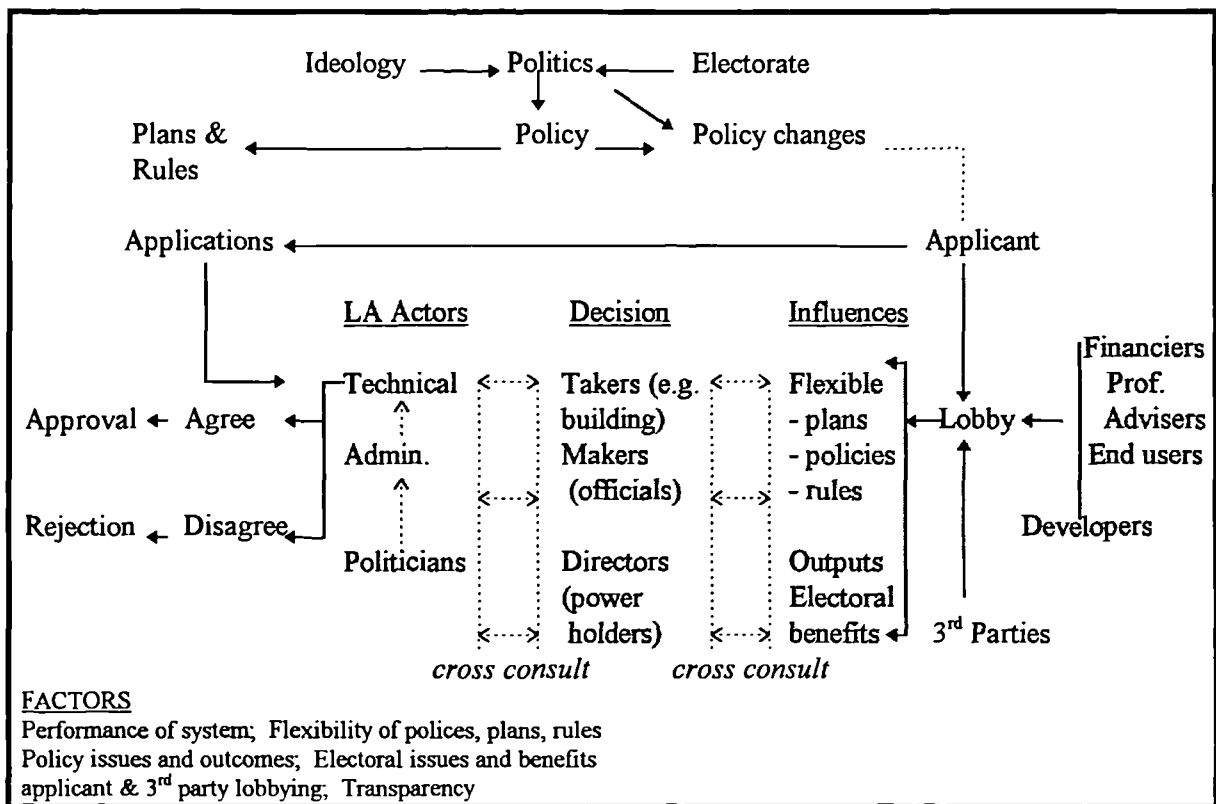 Ideology Politics Electorate
Plans & Policy Policy changes
Rules
Applications Applicant
LA Actors Decision Influences
Financiers
Technical Takers (e.g. Flexible Prof.
Approval Agree building) - plans Lobby Advisers
Admin. Makers - policies End users
(officials) - rules
Rejection Disagree Developers
Politicians Directors Outputs
(power Electoral
holders) benefits 3rd Parties
cross consult cross consult
FACTORS
Performance of system; Flexibility of polices, plans, rules
Policy issues and outcomes; Electoral issues and benefits
applicant & 3rd party lobbying; Transparency